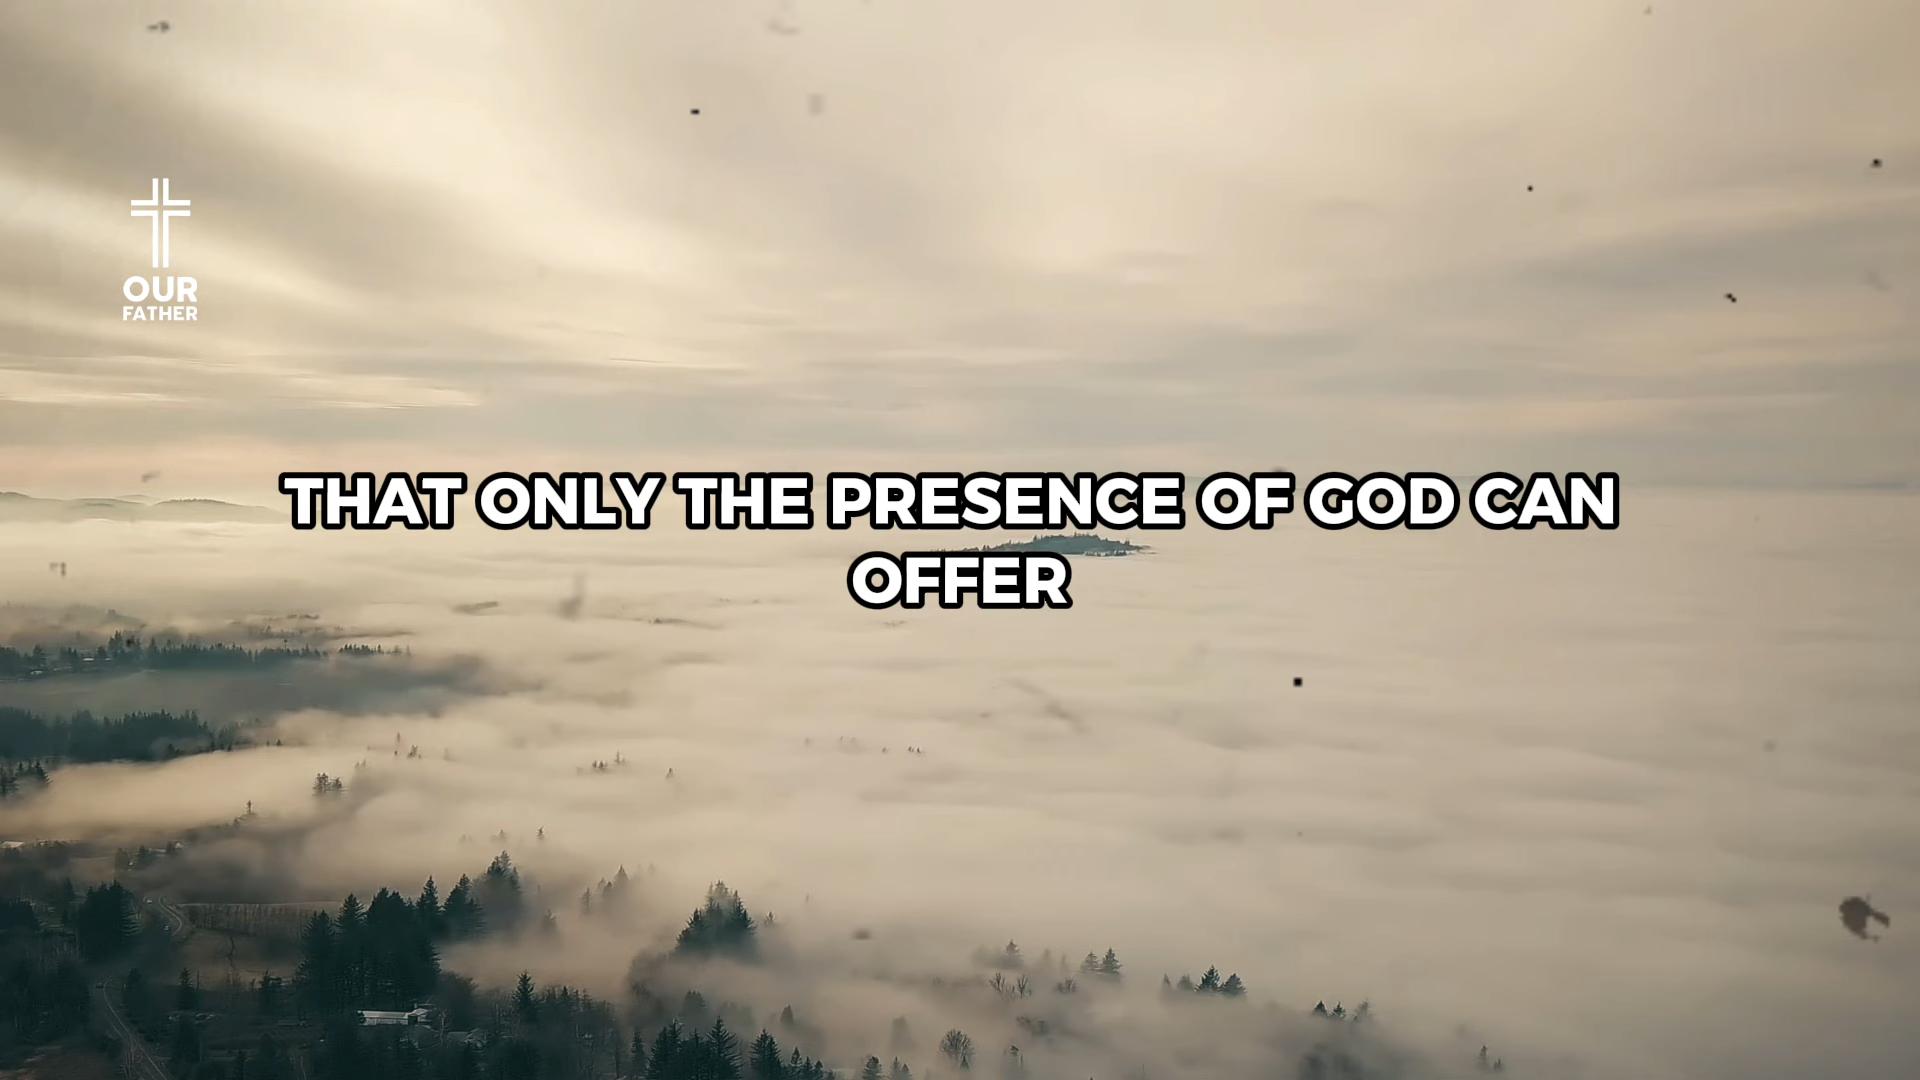 OUR
FATHER
THAT ONLY THE PRESENCE OF GOD CAN
OFFER